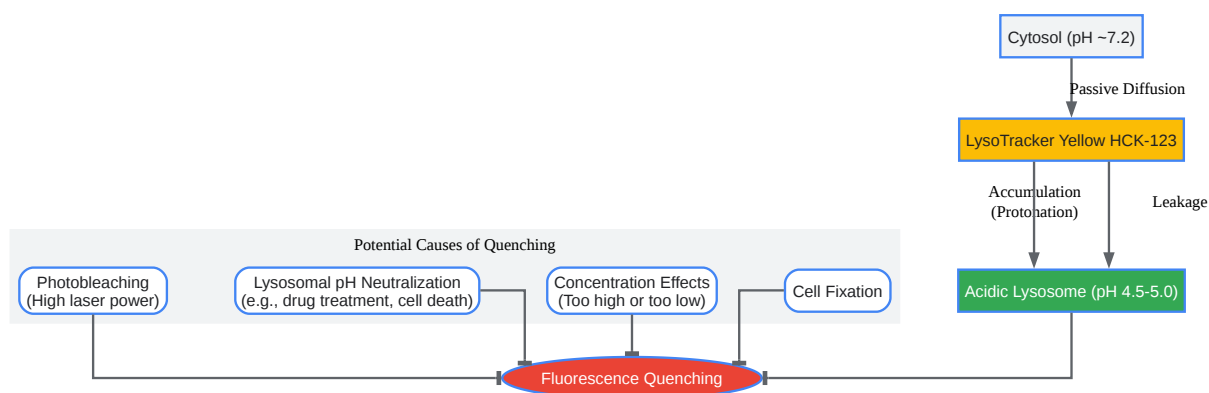 Cytosol (pH ~7.2)
Passive Diffusion
LysoTracker Yellow HCK-123
Accumulation
(Protonation)
Leakage
Potential Causes of Quenching
Photobleaching
(High laser power)
Lysosomal pH Neutralization
(e.g., drug treatment, cell death)
Concentration Effects
(Too high or too low)
Cell Fixation
Acidic Lysosome (pH 4.5-5.0)
Fluorescence Quenching